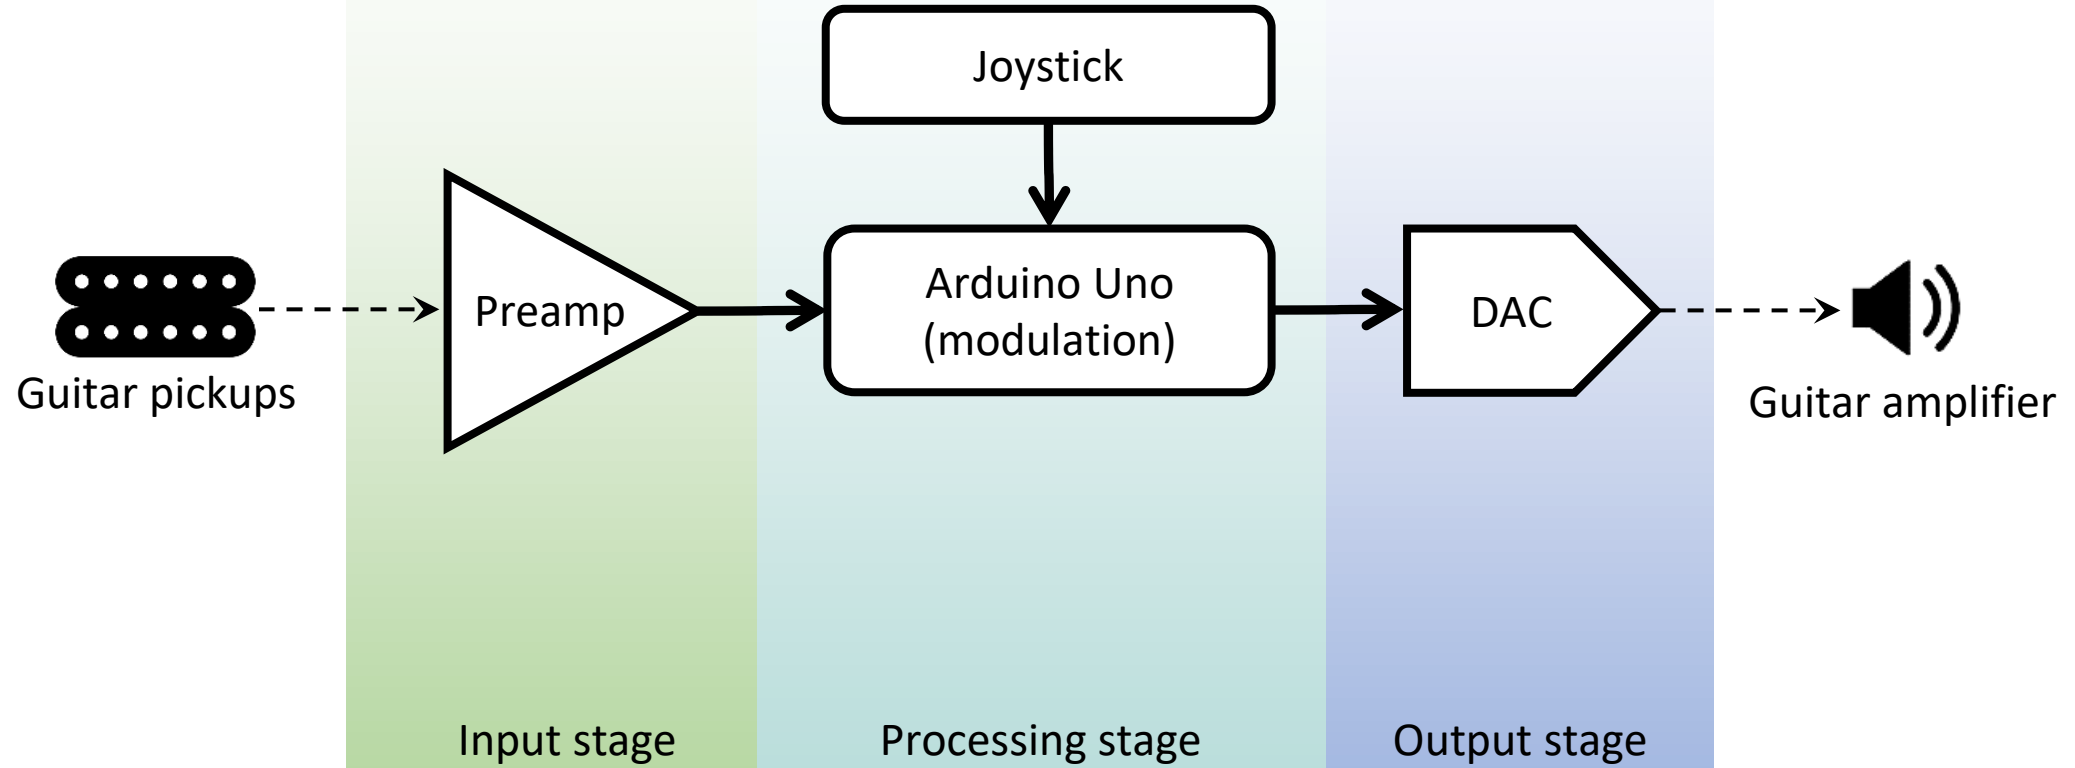 Joystick
Guitar pickups
Preamp
Arduino Uno
(modulation)
DAC
Guitar amplifier
Input stage
Processing stage
Output stage